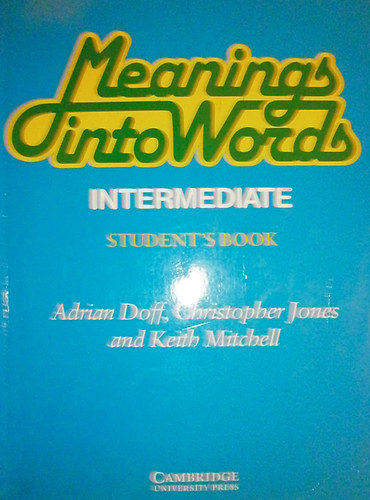 Meanings
into Words
INTERMEDIATE
STUDENT'S BOOK
Adrian Doff, Christopher Jones
and Keith Mitchell
CAMBRIDGE
UNIVERSITY PRESS